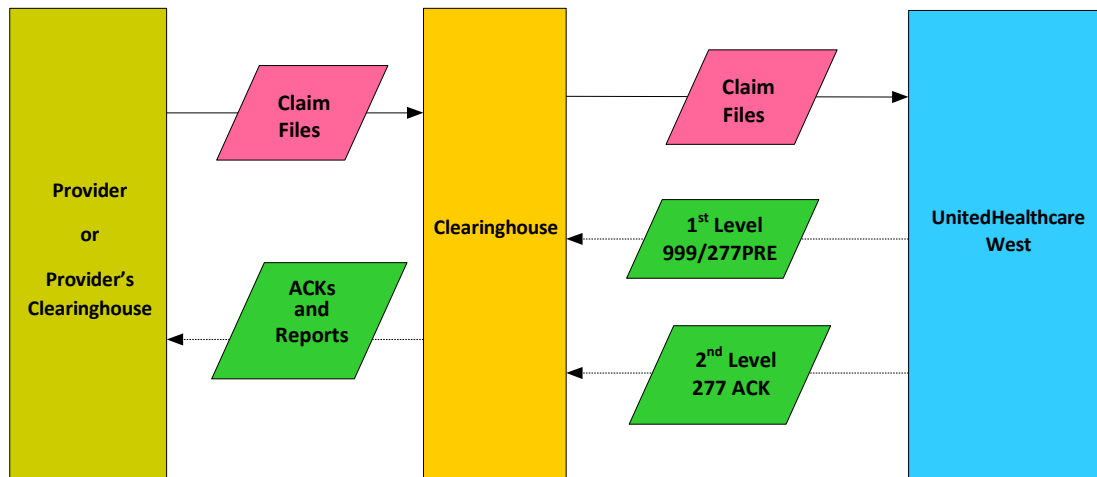 Provider
or
Provider’s
Clearinghouse
Claim
Files
ACKs
and
Reports
Clearinghouse
Claim
Files
1st Level
999/277PRE
2nd Level
277 ACK
UnitedHealthcare
West